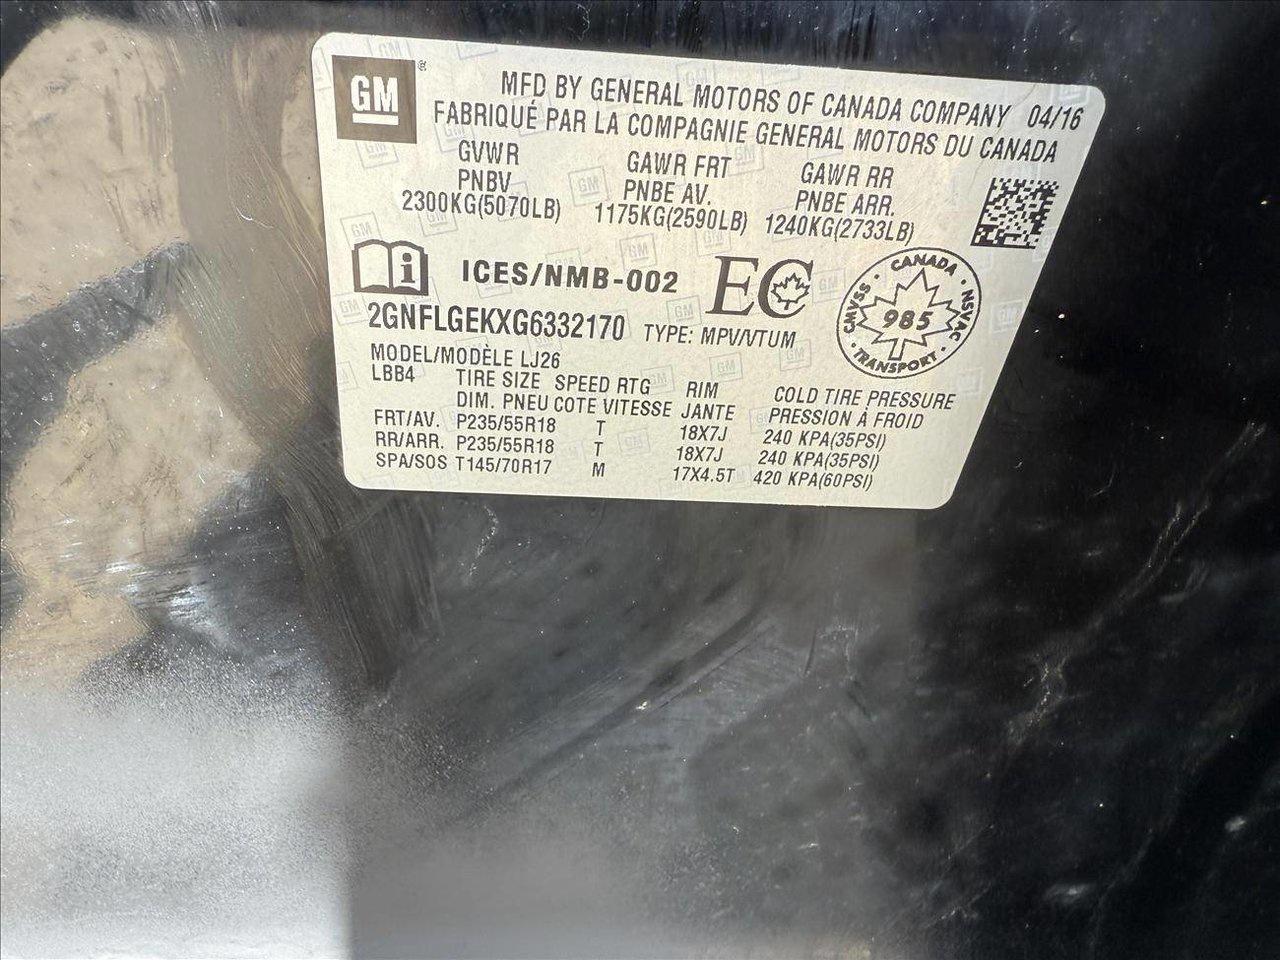 GM
MFD BY GENERAL MOTORS OF CANADA COMPANY 04/16
FABRIQUÉ PAR LA COMPAGNIE GENERAL MOTORS DU CANADA
GVWR GAWR FRT GAWR RR
PNBV PNBE AV. PNBE ARR.
2300KG(5070LB) 1175KG(2590LB) 1240KG(2733LB)
i ICES/NMB-002 EC
CANADA
CMVSS 985 NSVAC
TRANSPORT
2GNFLGEKXG6332170 TYPE: MPV/VTUM
MODEL/MODÈLE LJ26
LBB4 TIRE SIZE SPEED RTG RIM COLD TIRE PRESSURE
DIM. PNEU COTE VITESSE JANTE PRESSION À FROID
FRT/AV. P235/55R18 T 18X7J 240 KPA(35PSI)
RR/ARR. P235/55R18 T 18X7J 240 KPA(35PSI)
SPA/SOS T145/70R17 M 17X4.5T 420 KPA(60PSI)